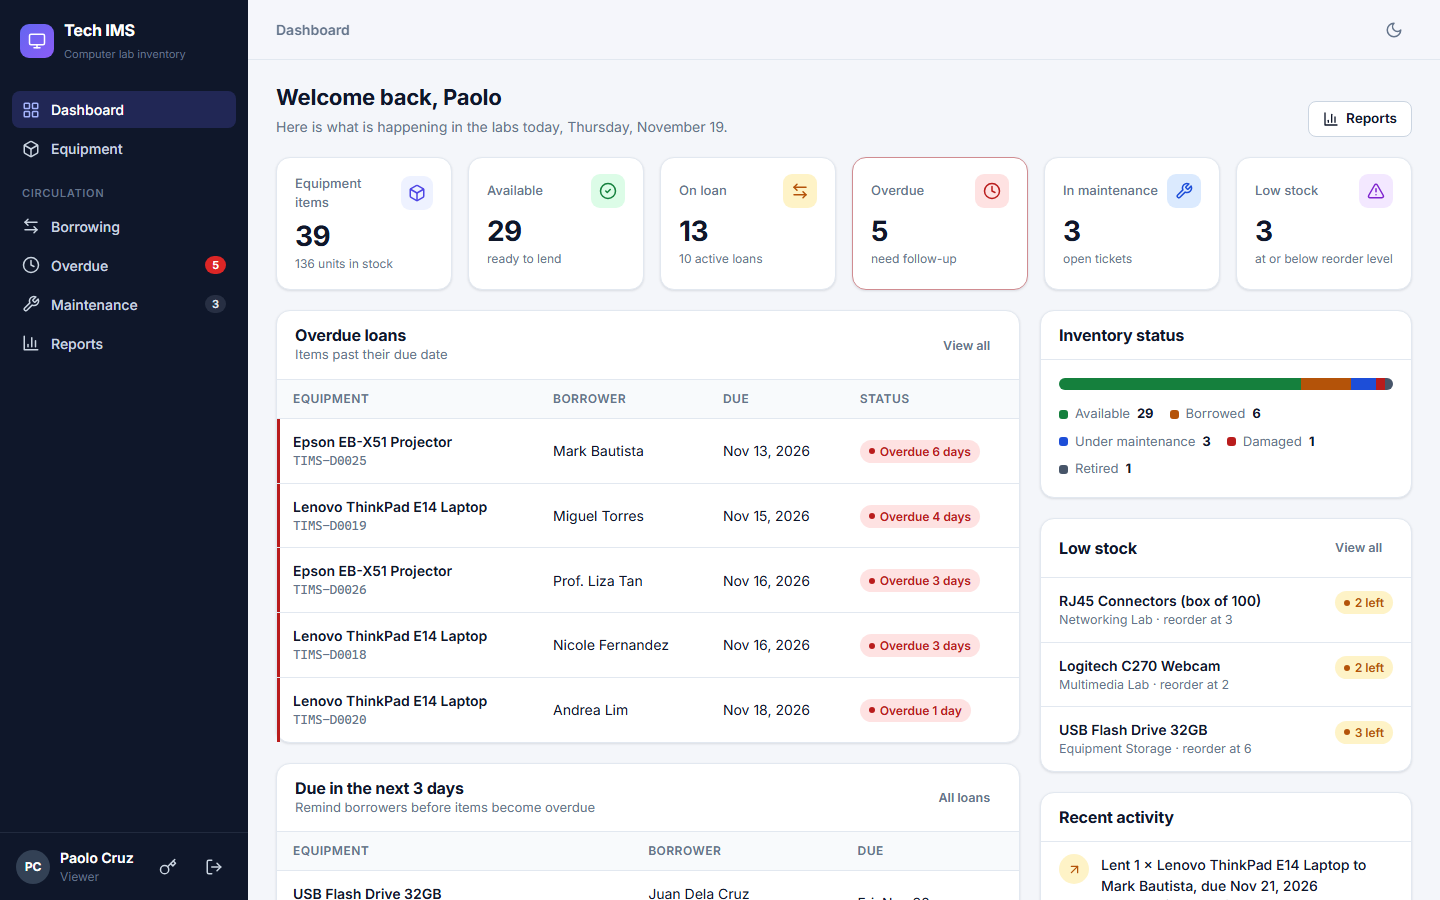 Tech IMS
Computer lab inventory
Dashboard
Equipment
CIRCULATION
Borrowing
Overdue 5
Maintenance 3
Reports
PC
Paolo Cruz
Viewer
Dashboard
Welcome back, Paolo
Here is what is happening in the labs today, Thursday, November 19.
Reports
Equipment items
39
136 units in stock
Available
29
ready to lend
On loan
13
10 active loans
Overdue
5
need follow-up
In maintenance
3
open tickets
Low stock
3
at or below reorder level
Overdue loans
Items past their due date
View all
EQUIPMENT BORROWER DUE STATUS
Epson EB-X51 Projector
TIMS-D0025
Mark Bautista Nov 13, 2026 Overdue 6 days
Lenovo ThinkPad E14 Laptop
TIMS-D0019
Miguel Torres Nov 15, 2026 Overdue 4 days
Epson EB-X51 Projector
TIMS-D0026
Prof. Liza Tan Nov 16, 2026 Overdue 3 days
Lenovo ThinkPad E14 Laptop
TIMS-D0018
Nicole Fernandez Nov 16, 2026 Overdue 3 days
Lenovo ThinkPad E14 Laptop
TIMS-D0020
Andrea Lim Nov 18, 2026 Overdue 1 day
Due in the next 3 days
Remind borrowers before items become overdue
All loans
EQUIPMENT BORROWER DUE
USB Flash Drive 32GB Juan Dela Cruz
Inventory status
Available 29 Borrowed 6
Under maintenance 3 Damaged 1
Retired 1
Low stock
View all
RJ45 Connectors (box of 100)
Networking Lab · reorder at 3
2 left
Logitech C270 Webcam
Multimedia Lab · reorder at 2
2 left
USB Flash Drive 32GB
Equipment Storage · reorder at 6
3 left
Recent activity
Lent 1 × Lenovo ThinkPad E14 Laptop to
Mark Bautista, due Nov 21, 2026